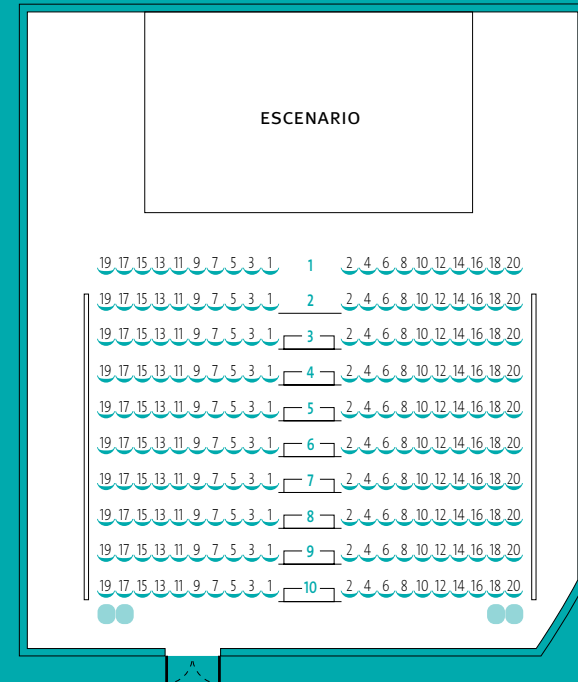 ESCENARIO
19 17 15 13 11 9 7 5 3 1 1 2 4 6 8 10 12 14 16 18 20
19 17 15 13 11 9 7 5 3 1 2 2 4 6 8 10 12 14 16 18 20
19 17 15 13 11 9 7 5 3 1 3 2 4 6 8 10 12 14 16 18 20
19 17 15 13 11 9 7 5 3 1 4 2 4 6 8 10 12 14 16 18 20
19 17 15 13 11 9 7 5 3 1 5 2 4 6 8 10 12 14 16 18 20
19 17 15 13 11 9 7 5 3 1 6 2 4 6 8 10 12 14 16 18 20
19 17 15 13 11 9 7 5 3 1 7 2 4 6 8 10 12 14 16 18 20
19 17 15 13 11 9 7 5 3 1 8 2 4 6 8 10 12 14 16 18 20
19 17 15 13 11 9 7 5 3 1 9 2 4 6 8 10 12 14 16 18 20
19 17 15 13 11 9 7 5 3 1 10 2 4 6 8 10 12 14 16 18 20